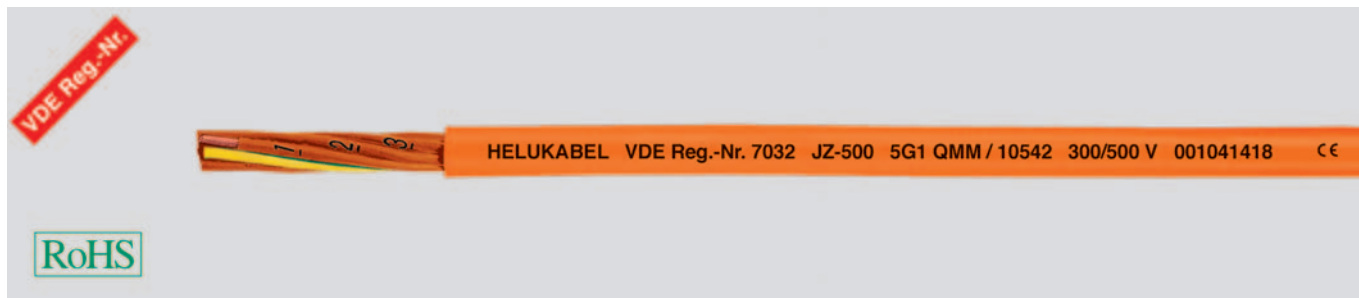 VDE Reg.-Nr.
1 2 3
HELUKABEL VDE Reg.-Nr. 7032 JZ-500 5G1 QMM / 10542 300/500 V 001041418 CE
RoHS